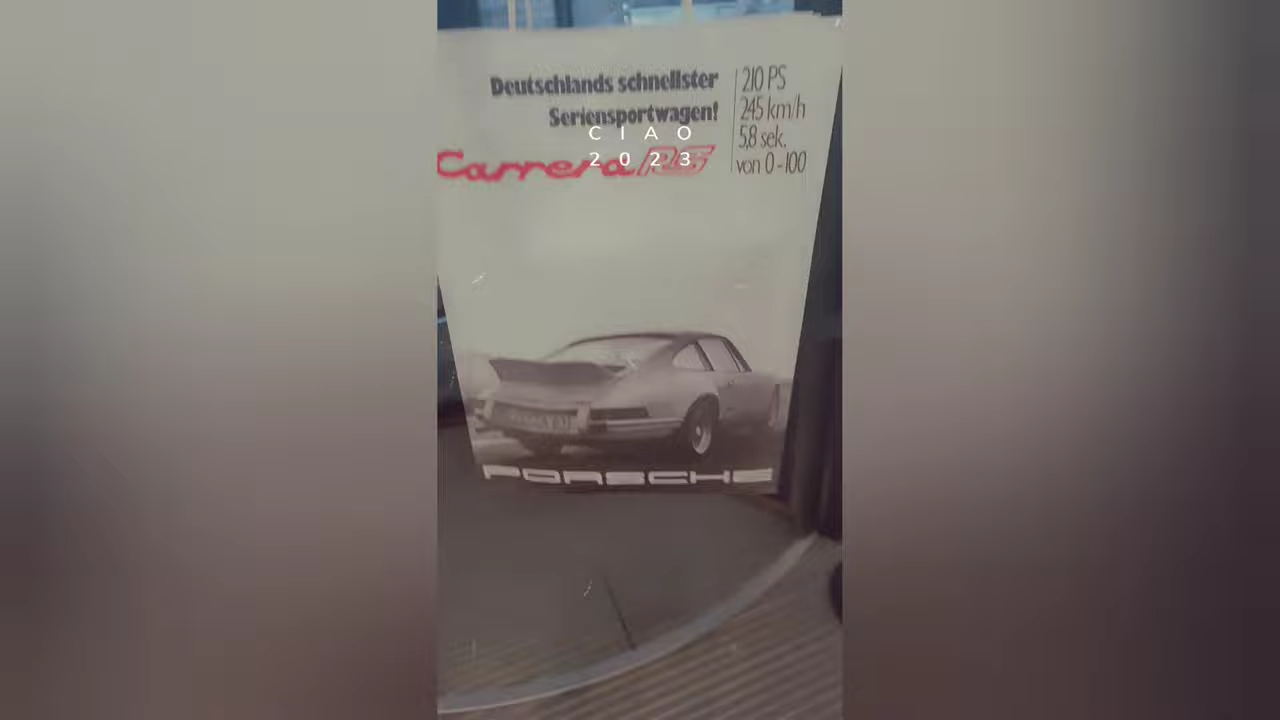 Deutschlands schnellster
Seriensportwagen!
Carrera RS
210 PS
245 km/h
5,8 sek.
von 0-100
CIAO
2023
PORSCHE